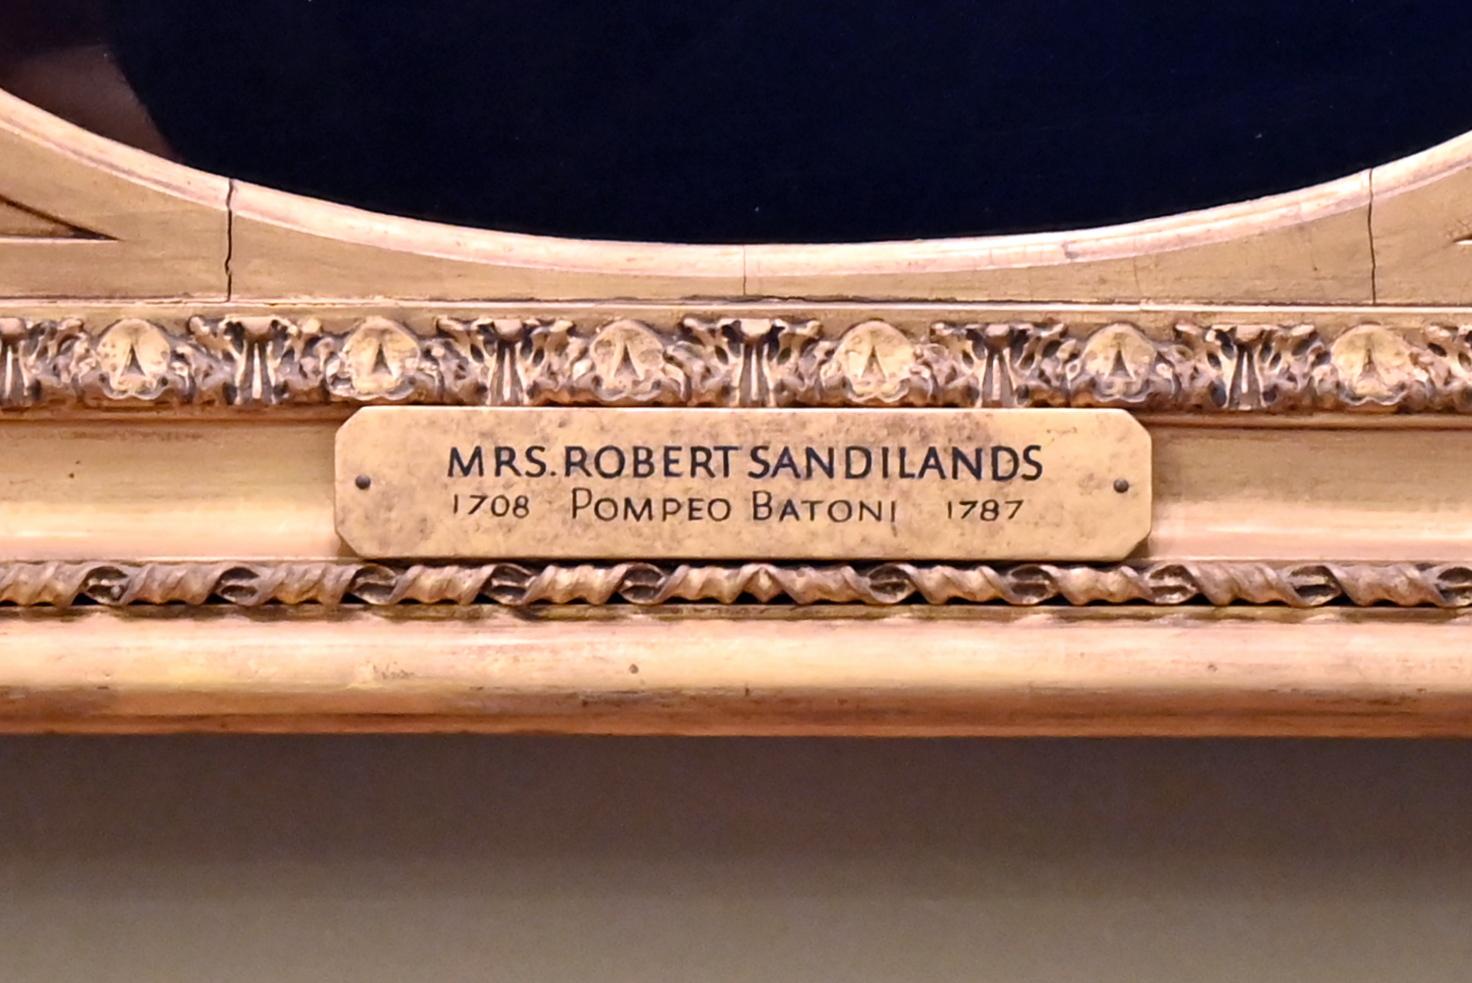 MRS. ROBERT SANDILANDS
1708 POMPEO BATONI 1787